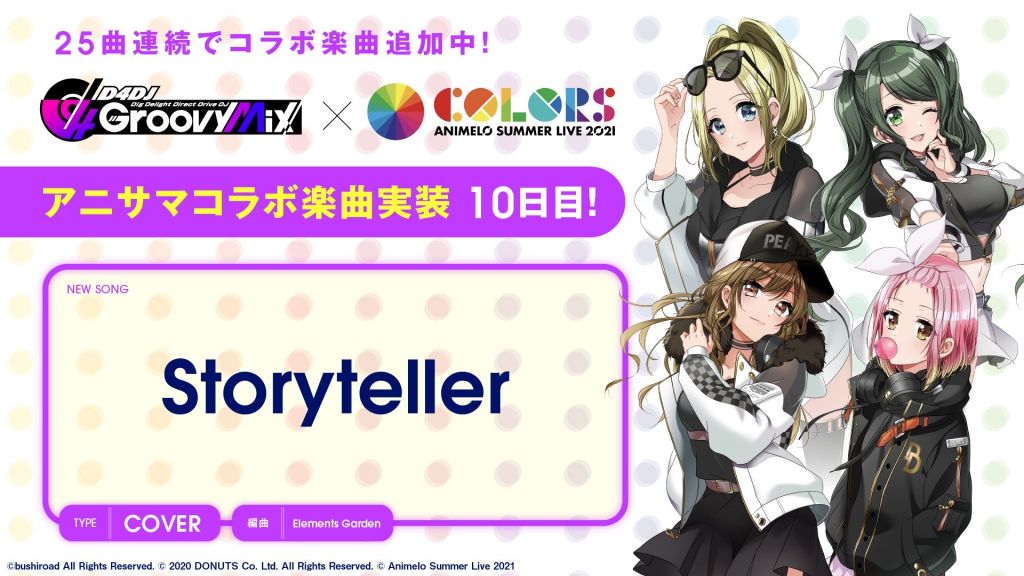 25曲連続でコラボ楽曲追加中!
D4DJ
Dig Delight Direct Drive DJ
GROOVYMIX
×
COLORS
ANIMELO SUMMER LIVE 2021
アニサマコラボ楽曲実装 10日目!
NEW SONG
Storyteller
TYPE COVER
編曲 Elements Garden
©bushiroad All Rights Reserved. © 2020 DONUTS Co. Ltd. All Rights Reserved. © Animelo Summer Live 2021